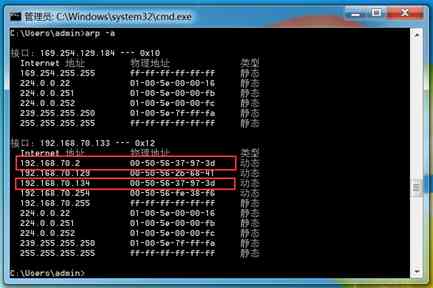 管理员: C:\Windows\system32\cmd.exe
C:\Users\admin>arp -a
接口: 169.254.129.184 --- 0x10
Internet 地址 物理地址 类型
169.254.255.255 ff-ff-ff-ff-ff-ff 静态
224.0.0.22 01-00-5e-00-00-16 静态
224.0.0.251 01-00-5e-00-00-fb 静态
224.0.0.252 01-00-5e-00-00-fc 静态
239.255.255.250 01-00-5e-7f-ff-fa 静态
255.255.255.255 ff-ff-ff-ff-ff-ff 静态
接口: 192.168.70.133 --- 0x12
Internet 地址 物理地址 类型
192.168.70.2 00-50-56-37-97-3d 动态
192.168.70.129 00-50-56-2b-68-41 动态
192.168.70.134 00-50-56-37-97-3d 动态
192.168.70.254 00-50-56-fe-38-f6 动态
192.168.70.255 ff-ff-ff-ff-ff-ff 静态
224.0.0.22 01-00-5e-00-00-16 静态
224.0.0.251 01-00-5e-00-00-fb 静态
224.0.0.252 01-00-5e-00-00-fc 静态
239.255.255.250 01-00-5e-7f-ff-fa 静态
255.255.255.255 ff-ff-ff-ff-ff-ff 静态
C:\Users\admin>